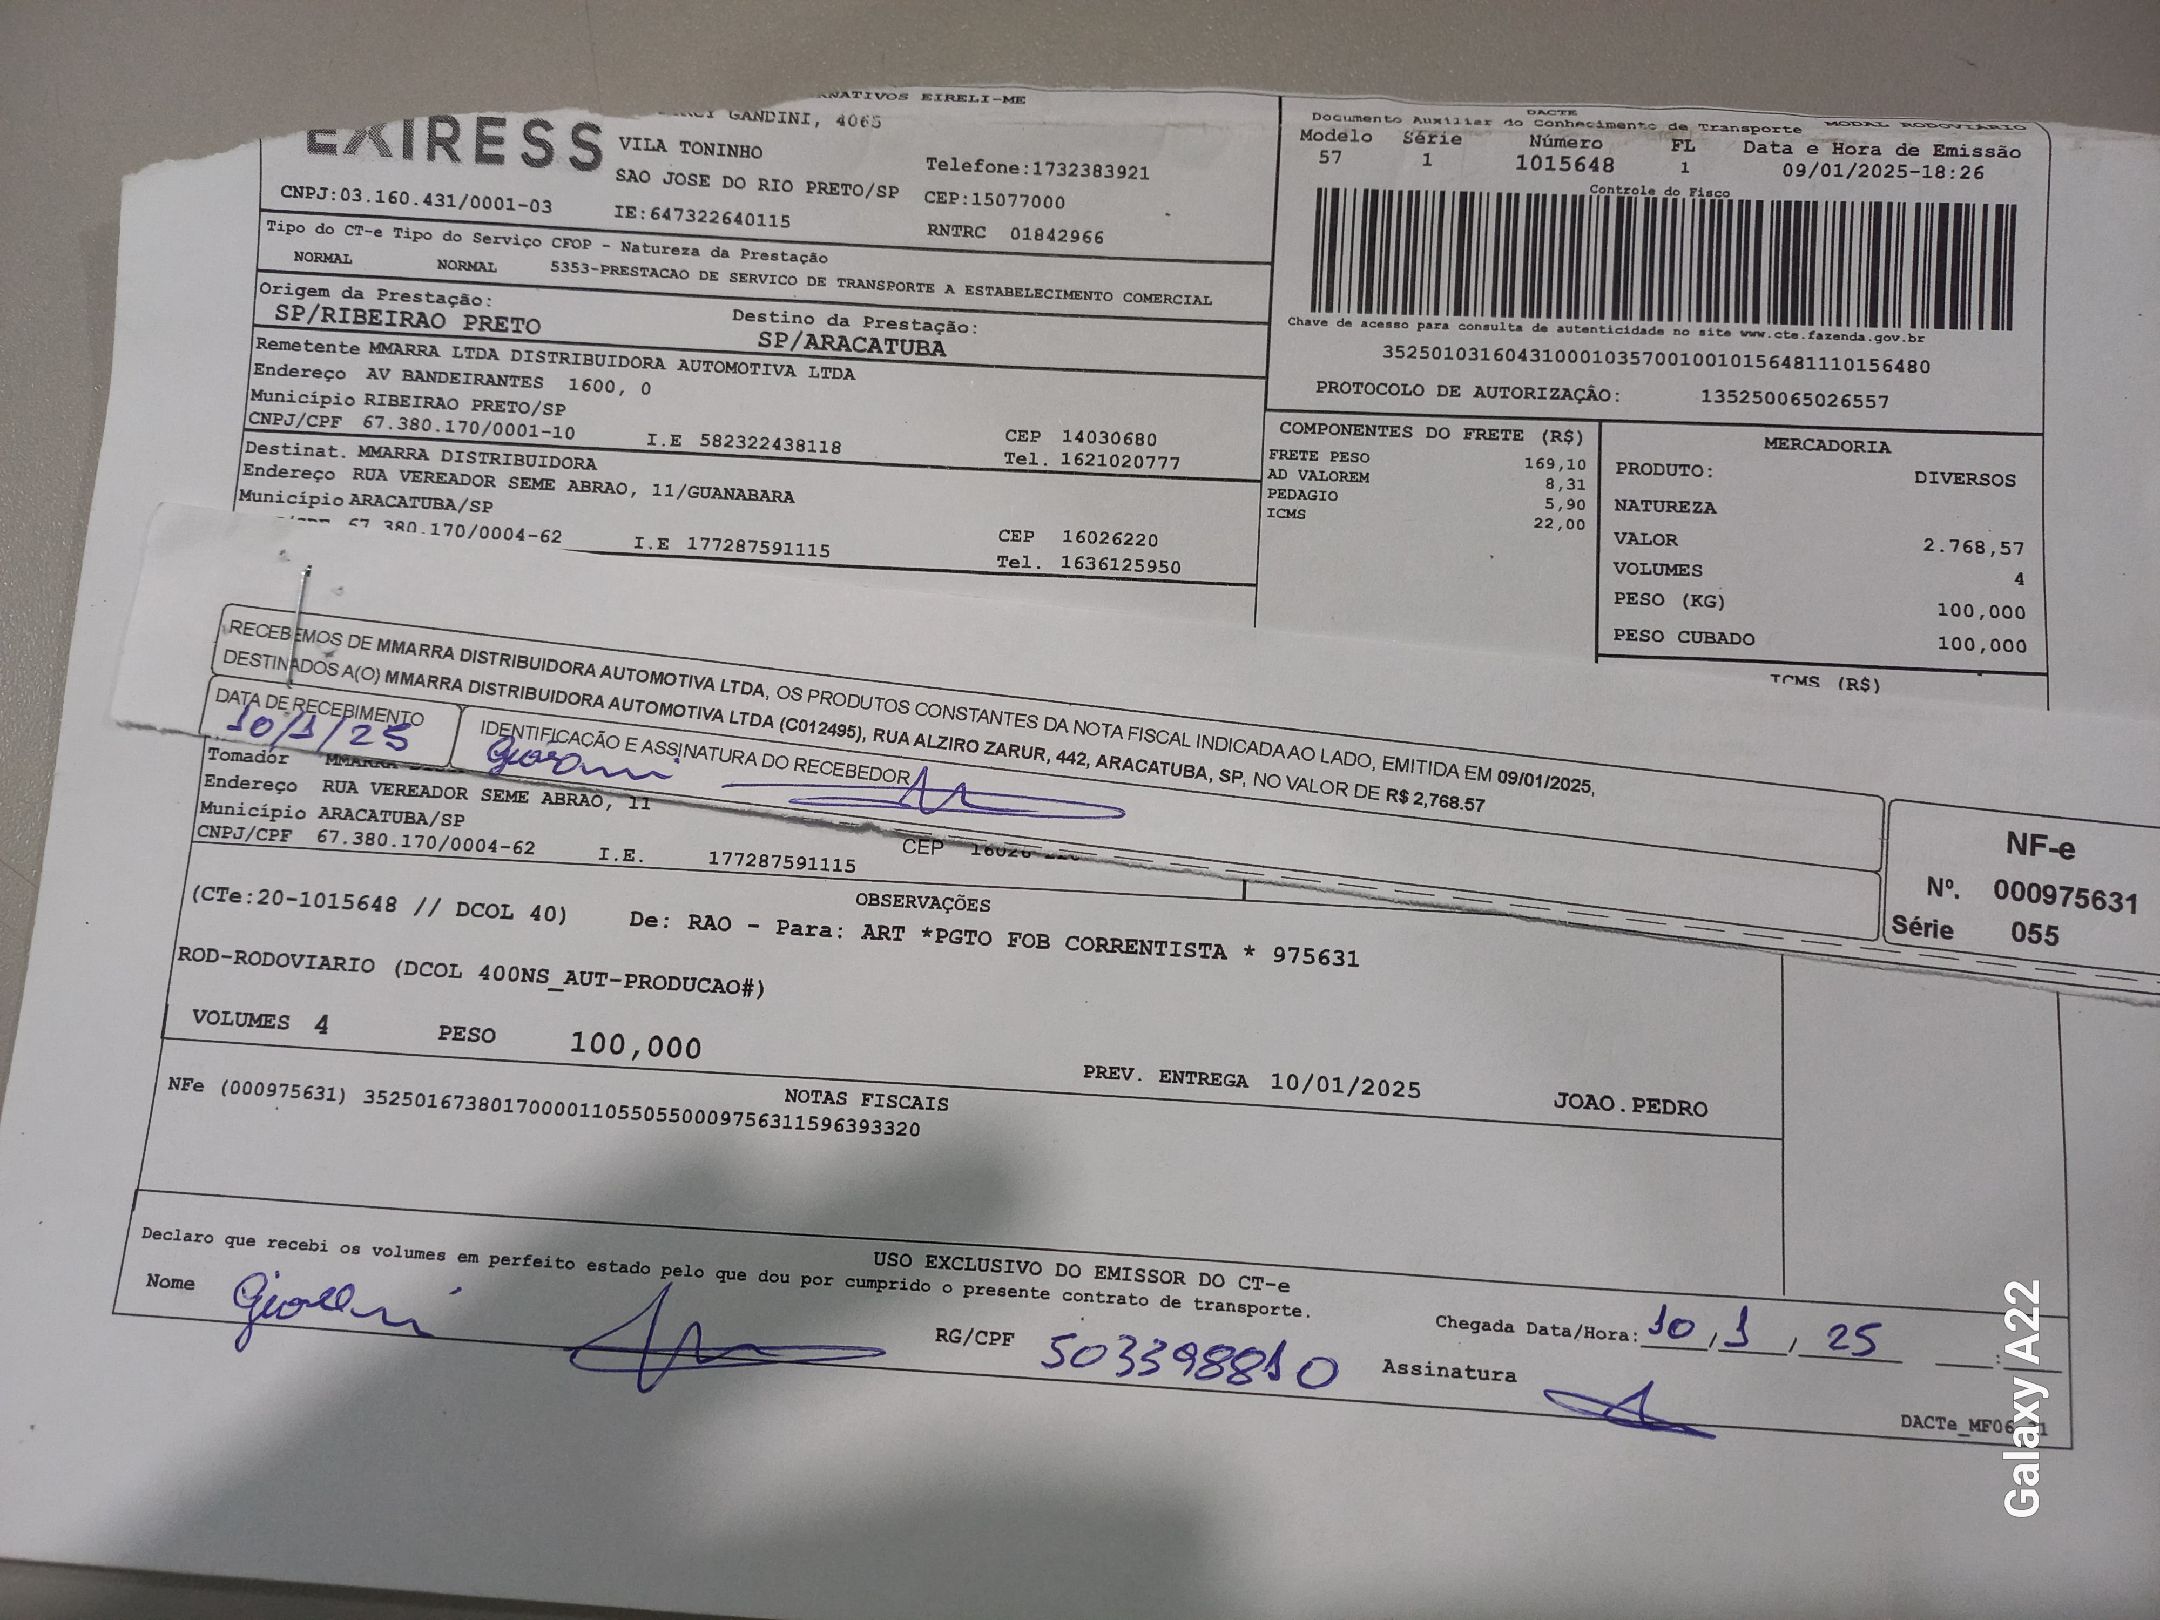 EIRELI-ME
GANDINI, 4065
EXPRESS
VILA TONINHO
Telefone:1732383921
SAO JOSE DO RIO PRETO/SP
CEP:15077000
CNPJ:03.160.431/0001-03
IE:647322640115
RNTRC 01842966
DACTE
Documento Auxiliar do Conhecimento de Transporte MODAL RODOVIÁRIO
Modelo Série Número FL Data e Hora de Emissão
57 1 1015648 1 09/01/2025-18:26
Controle do Fisco
Chave de acesso para consulta de autenticidade no site www.cte.fazenda.gov.br
35250103160431000103570010010156481110156480
PROTOCOLO DE AUTORIZAÇÃO: 135250065026557
Tipo do CT-e Tipo do Serviço CFOP - Natureza da Prestação
NORMAL NORMAL 5353-PRESTACAO DE SERVICO DE TRANSPORTE A ESTABELECIMENTO COMERCIAL
Origem da Prestação: Destino da Prestação:
SP/RIBEIRAO PRETO SP/ARACATUBA
Remetente MMARRA LTDA DISTRIBUIDORA AUTOMOTIVA LTDA
Endereço AV BANDEIRANTES 1600, 0
Município RIBEIRAO PRETO/SP CEP 14030680
CNPJ/CPF 67.380.170/0001-10 I.E 582322438118 Tel. 1621020777
Destinat. MMARRA DISTRIBUIDORA
Endereço RUA VEREADOR SEME ABRAO, 11/GUANABARA
Município ARACATUBA/SP CEP 16026220
67.380.170/0004-62 I.E 177287591115 Tel. 1636125950
COMPONENTES DO FRETE (R$)
FRETE PESO 169,10
AD VALOREM 8,31
PEDAGIO 5,90
ICMS 22,00
MERCADORIA
PRODUTO: DIVERSOS
NATUREZA
VALOR 2.768,57
VOLUMES 4
PESO (KG) 100,000
PESO CUBADO 100,000
ICMS (R$)
RECEBEMOS DE MMARRA DISTRIBUIDORA AUTOMOTIVA LTDA, OS PRODUTOS CONSTANTES DA NOTA FISCAL INDICADA AO LADO, EMITIDA EM 09/01/2025,
DESTINADOS A(O) MMARRA DISTRIBUIDORA AUTOMOTIVA LTDA (C012495), RUA ALZIRO ZARUR, 442, ARACATUBA, SP, NO VALOR DE R$ 2,768.57
DATA DE RECEBIMENTO
10/1/25
IDENTIFICAÇÃO E ASSINATURA DO RECEBEDOR
NF-e
Nº. 000975631
Série 055
Tomador MMARRA
Endereço RUA VEREADOR SEME ABRAO, 11
Município ARACATUBA/SP CEP
CNPJ/CPF 67.380.170/0004-62 I.E. 177287591115
OBSERVAÇÕES
(CTe:20-1015648 // DCOL 40) De: RAO - Para: ART *PGTO FOB CORRENTISTA * 975631
ROD-RODOVIARIO (DCOL 400NS_AUT-PRODUCAO#)
VOLUMES 4 PESO 100,000
PREV. ENTREGA 10/01/2025 JOAO.PEDRO
NOTAS FISCAIS
NFe (000975631) 35250167380170000110550550009756311596393320
USO EXCLUSIVO DO EMISSOR DO CT-e
Declaro que recebi os volumes em perfeito estado pelo que dou por cumprido o presente contrato de transporte.
Nome RG/CPF 503398810 Chegada Data/Hora: 10/1/25
Assinatura
Galaxy A22